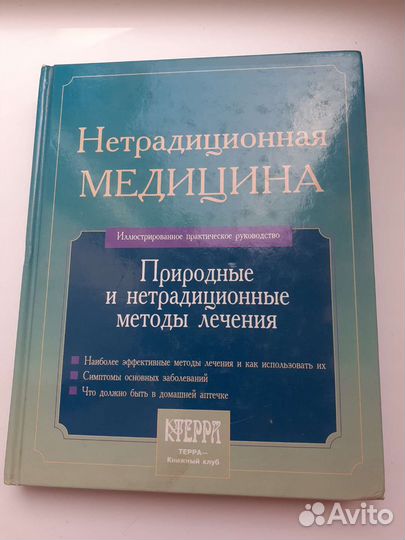 Нетрадиционная
МЕДИЦИНА
Иллюстрированное практическое руководство
Природные
и нетрадиционные
методы лечения
Наиболее эффективные методы лечения и как использовать их
Симптомы основных заболеваний
Что должно быть в домашней аптечке
ТЕРРА
ТЕРРА—
Книжный клуб
Avito